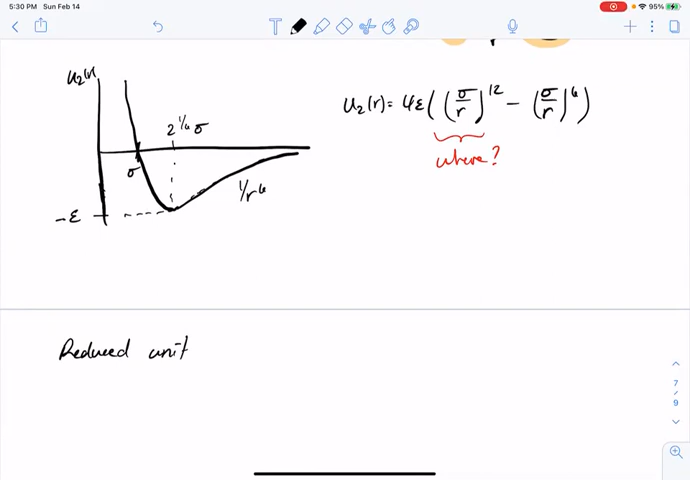 5:30 PM Sun Feb 14
95%
u₂(r)
2^1/6 σ
σ
1/r⁶
-ε
u₂(r) = 4ε((σ/r)^12 - (σ/r)^6)
where?
Reduced unit
7
/
9